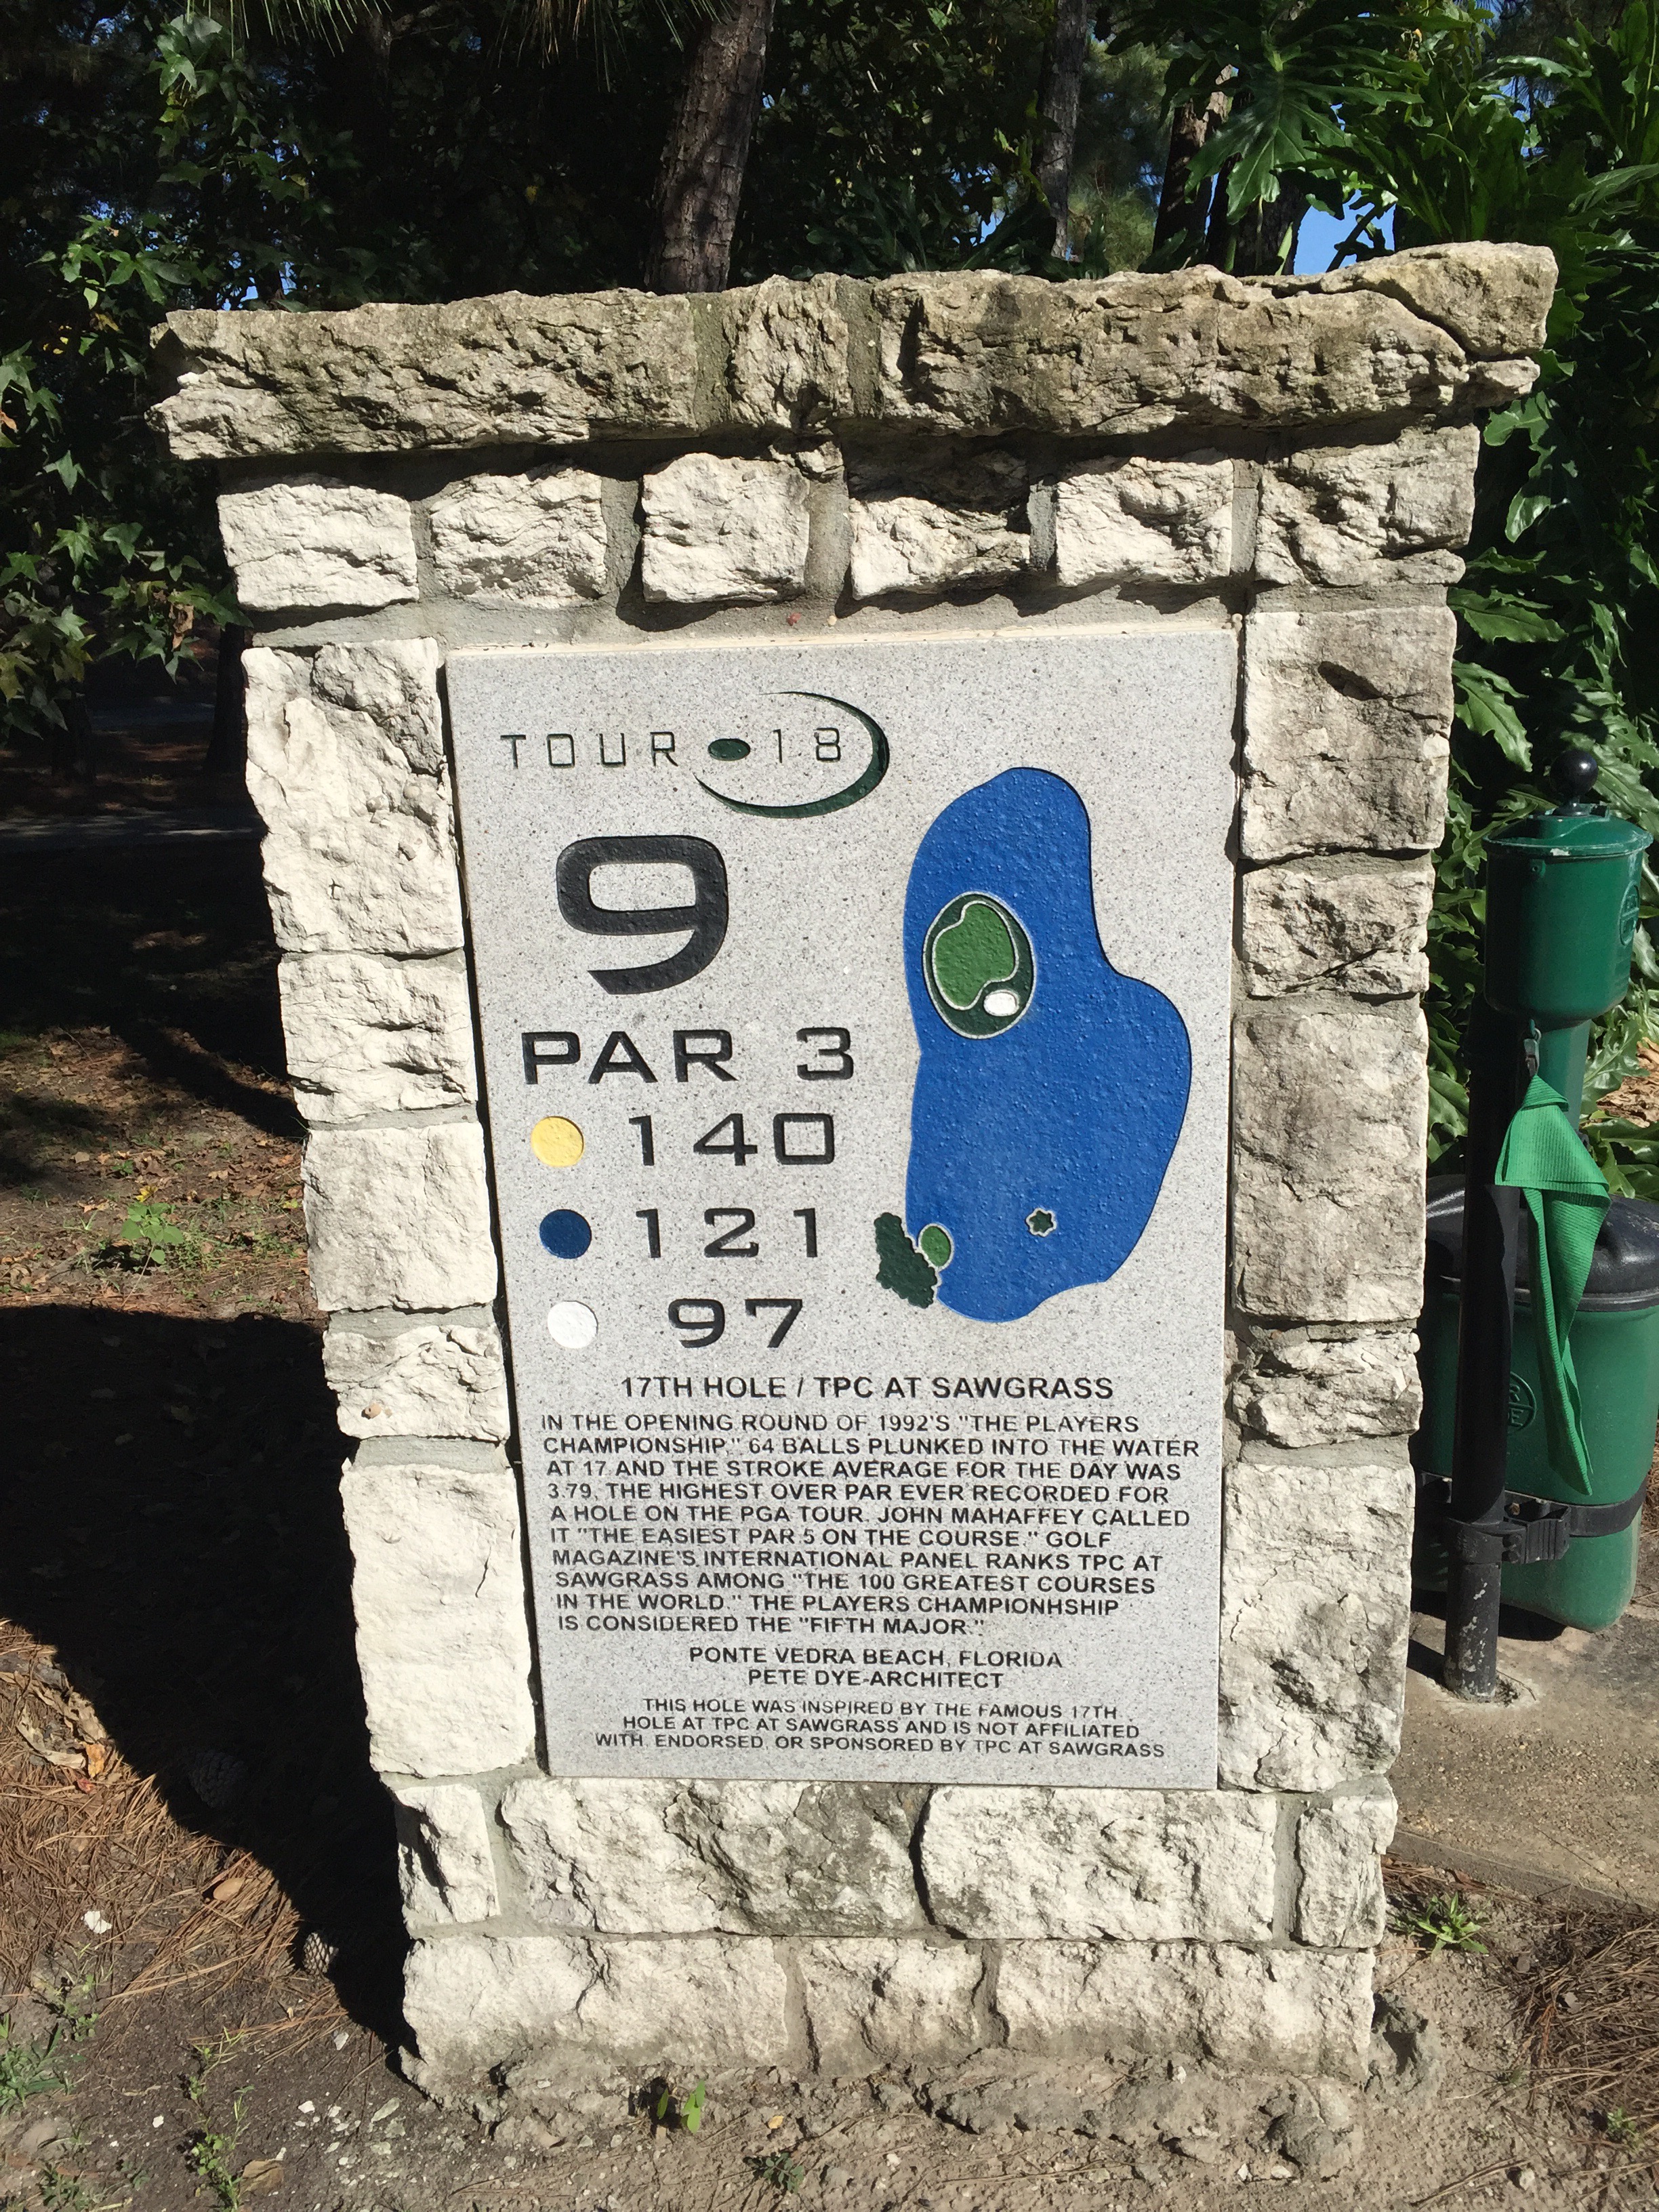 TOUR 18
9
PAR 3
140
121
97
17TH HOLE / TPC AT SAWGRASS
IN THE OPENING ROUND OF 1992'S "THE PLAYERS
CHAMPIONSHIP," 64 BALLS PLUNKED INTO THE WATER
AT 17 AND THE STROKE AVERAGE FOR THE DAY WAS
3.79, THE HIGHEST OVER PAR EVER RECORDED FOR
A HOLE ON THE PGA TOUR. JOHN MAHAFFEY CALLED
IT "THE EASIEST PAR 5 ON THE COURSE." GOLF
MAGAZINE'S INTERNATIONAL PANEL RANKS TPC AT
SAWGRASS AMONG "THE 100 GREATEST COURSES
IN THE WORLD." THE PLAYERS CHAMPIONHSHIP
IS CONSIDERED THE "FIFTH MAJOR."
PONTE VEDRA BEACH, FLORIDA
PETE DYE-ARCHITECT
THIS HOLE WAS INSPIRED BY THE FAMOUS 17TH
HOLE AT TPC AT SAWGRASS AND IS NOT AFFILIATED
WITH, ENDORSED, OR SPONSORED BY TPC AT SAWGRASS